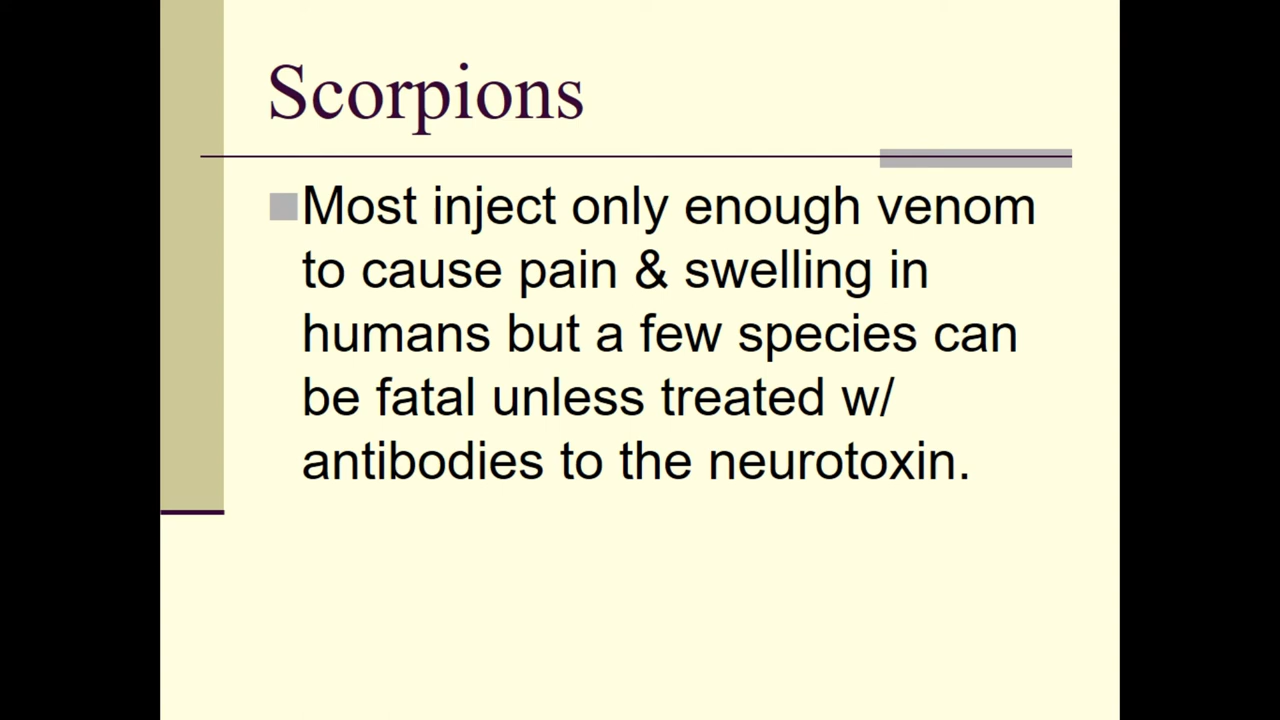 Scorpions
Most inject only enough venom
to cause pain & swelling in
humans but a few species can
be fatal unless treated w/
antibodies to the neurotoxin.